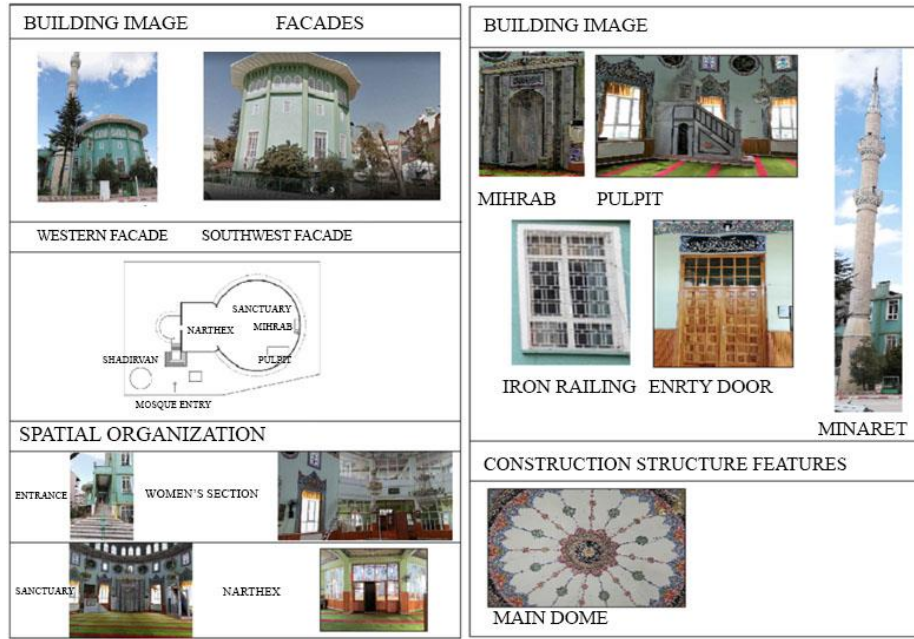 BUILDING IMAGE FACADES
WESTERN FACADE SOUTHWEST FACADE
SANCTUARY
MIHRAB
NARTHEX
SHADIRVAN
PULPIT
MOSQUE ENTRY
SPATIAL ORGANIZATION
ENTRANCE WOMEN'S SECTION
SANCTUARY NARTHEX
BUILDING IMAGE
MIHRAB PULPIT
IRON RAILING ENRTY DOOR
MINARET
CONSTRUCTION STRUCTURE FEATURES
MAIN DOME